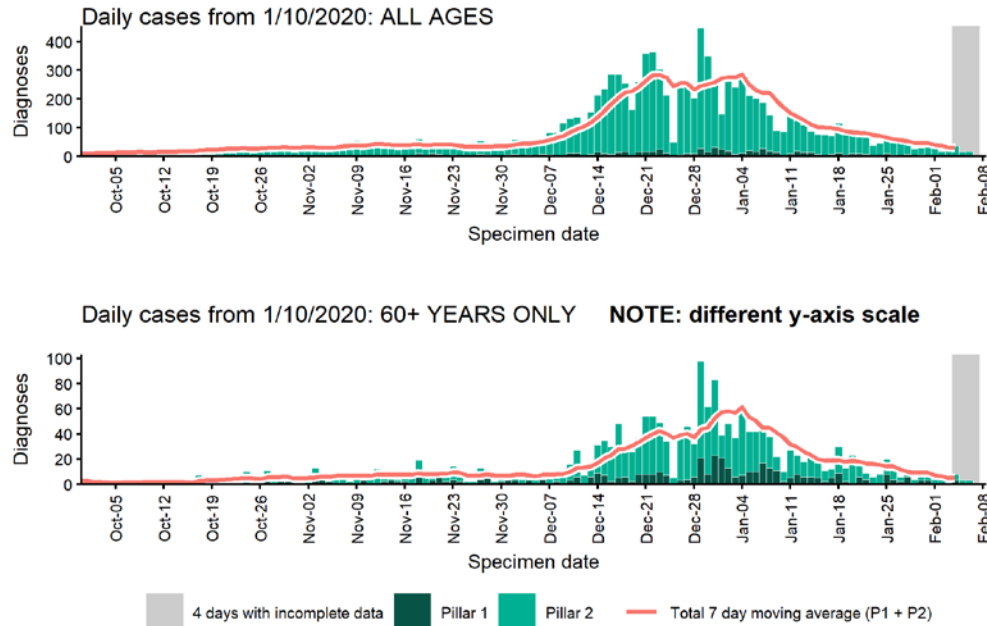 Daily cases from 1/10/2020: ALL AGES
Diagnoses
400
300
200
100
0
Oct-05 Oct-12 Oct-19 Oct-26 Nov-02 Nov-09 Nov-16 Nov-23 Nov-30 Dec-07 Dec-14 Dec-21 Dec-28 Jan-04 Jan-11 Jan-18 Jan-25 Feb-01 Feb-08
Specimen date
Daily cases from 1/10/2020: 60+ YEARS ONLY NOTE: different y-axis scale
Diagnoses
100
80
60
40
20
0
Oct-05 Oct-12 Oct-19 Oct-26 Nov-02 Nov-09 Nov-16 Nov-23 Nov-30 Dec-07 Dec-14 Dec-21 Dec-28 Jan-04 Jan-11 Jan-18 Jan-25 Feb-01 Feb-08
Specimen date
4 days with incomplete data Pillar 1 Pillar 2 Total 7 day moving average (P1 + P2)